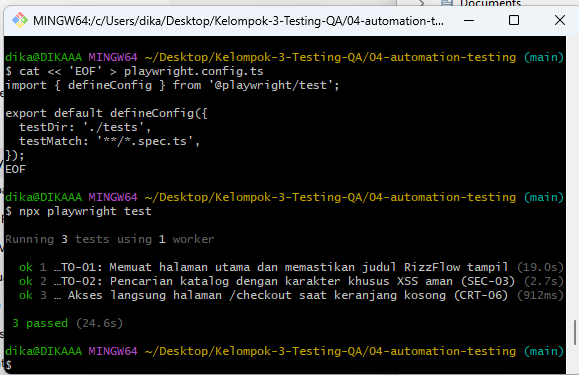 Documents
MINGW64:/c/Users/dika/Desktop/Kelompok-3-Testing-QA/04-automation-t...
dika@DIKAAA MINGW64 ~/Desktop/Kelompok-3-Testing-QA/04-automation-testing (main)
$ cat << 'EOF' > playwright.config.ts
import { defineConfig } from '@playwright/test';
export default defineConfig({
  testDir: './tests',
  testMatch: '**/*.spec.ts',
});
EOF
dika@DIKAAA MINGW64 ~/Desktop/Kelompok-3-Testing-QA/04-automation-testing (main)
$ npx playwright test
Running 3 tests using 1 worker
  ok 1 …TO-01: Memuat halaman utama dan memastikan judul RizzFlow tampil (19.0s)
  ok 2 …TO-02: Pencarian katalog dengan karakter khusus XSS aman (SEC-03) (2.7s)
  ok 3 … Akses langsung halaman /checkout saat keranjang kosong (CRT-06) (912ms)
  3 passed (24.6s)
dika@DIKAAA MINGW64 ~/Desktop/Kelompok-3-Testing-QA/04-automation-testing (main)
$